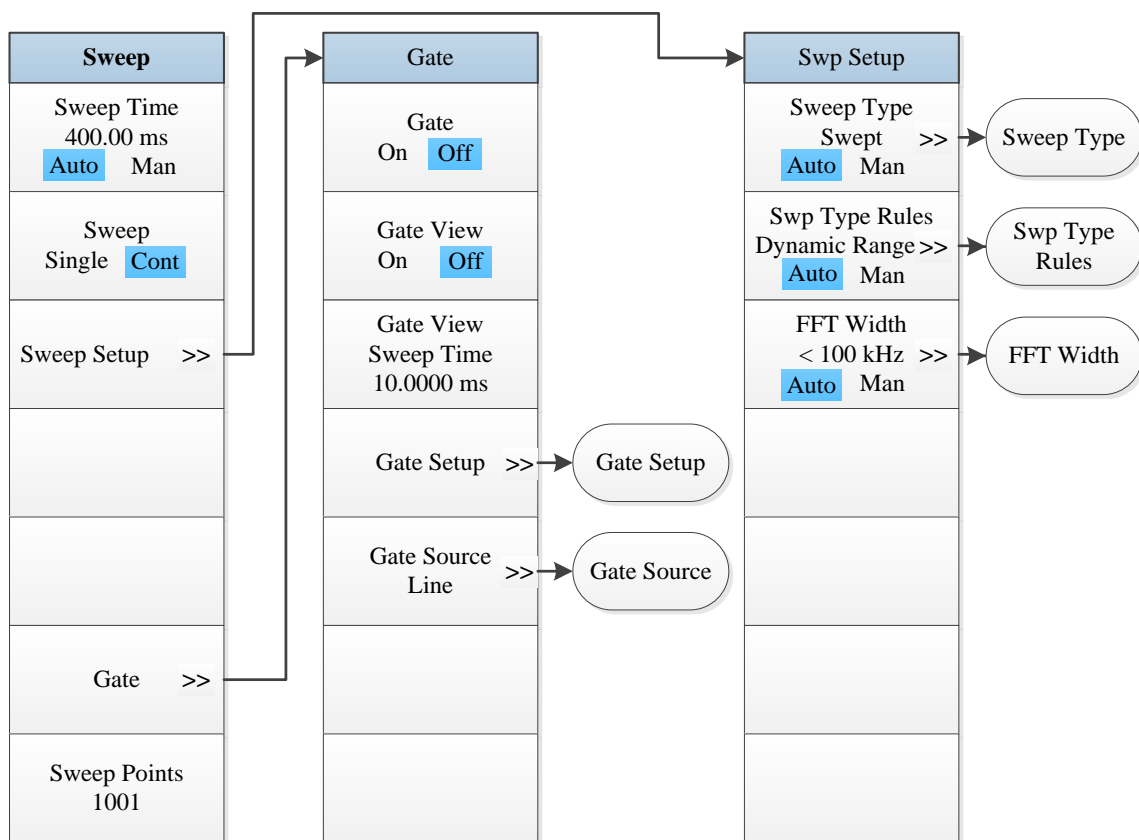 Sweep
Sweep Time
400.00 ms
Auto Man
Sweep
Single Cont
Sweep Setup >>
Gate >>
Sweep Points
1001
Gate
Gate
On Off
Gate View
On Off
Gate View
Sweep Time
10.0000 ms
Gate Setup >>
Gate Setup
Gate Source
Line
>>
Gate Source
Swp Setup
Sweep Type
Swept >>
Auto Man
Sweep Type
Swp Type Rules
Dynamic Range >>
Auto Man
Swp Type
Rules
FFT Width
< 100 kHz >>
Auto Man
FFT Width